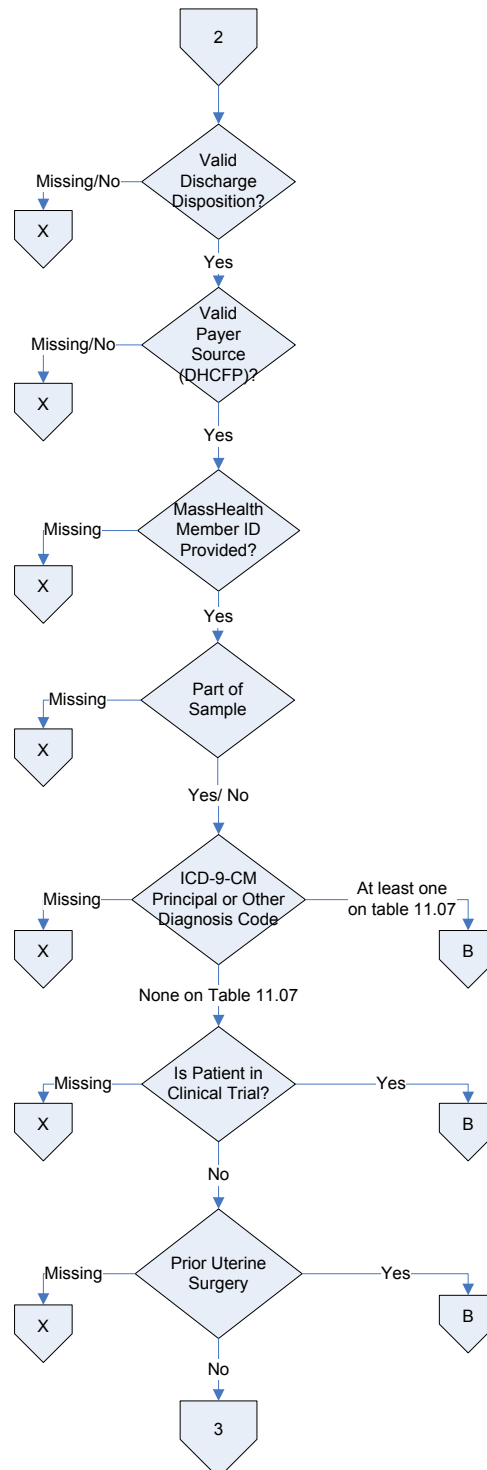 2
Valid
Discharge
Disposition?
Missing/No
X
Yes
Valid
Payer
Source
(DHCFP)?
Missing/No
X
Yes
MassHealth
Member ID
Provided?
Missing
X
Yes
Part of
Sample
Missing
X
Yes/ No
ICD-9-CM
Principal or Other
Diagnosis Code
Missing
X
At least one
on table 11.07
B
None on Table 11.07
Is Patient in
Clinical Trial?
Missing
X
Yes
B
No
Prior Uterine
Surgery
Missing
X
Yes
B
No
3